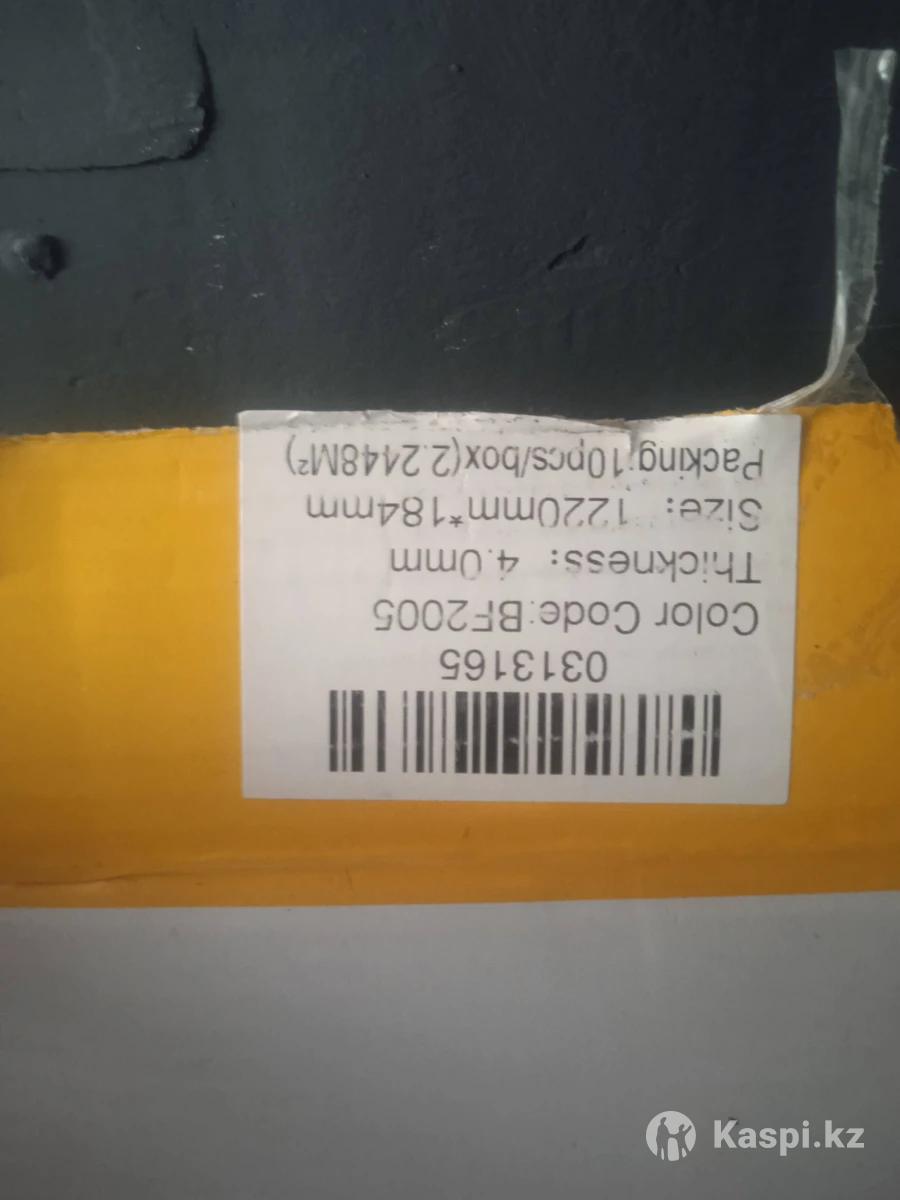 0313165
Color Code:BF2005
Thickness: 4.0mm
Size: 1220mm*184mm
Packing:10pcs/box(2.2448M²)
Kaspi.kz